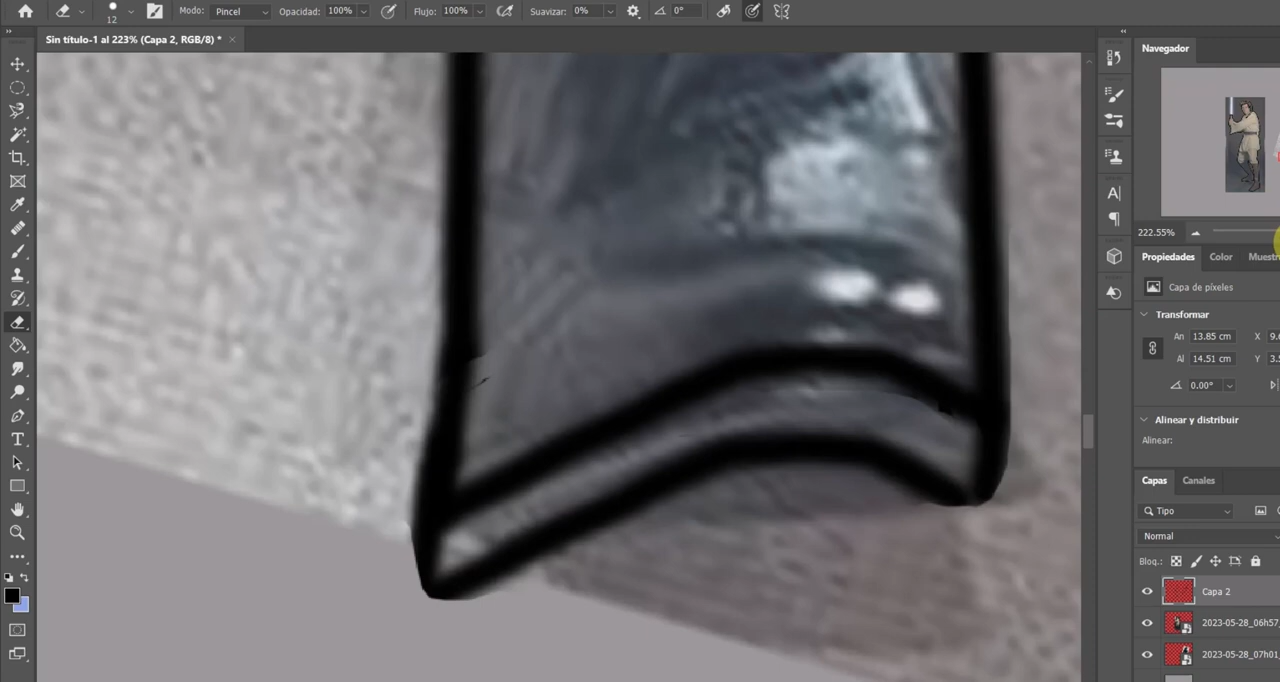 12
Modo:
Pincel
Opacidad:
100%
Flujo:
100%
Suavizar:
0%
0°
Sin título-1 al 223% (Capa 2, RGB/8) *
Navegador
222.55%
Propiedades
Color
Capa de píxeles
Transformar
An
13.85 cm
X
Al
14.51 cm
Y
0.00°
Alinear y distribuir
Alinear:
Capas
Canales
Tipo
Normal
Bloq.:
Capa 2
2023-05-28_06h57_
2023-05-28_07h01_